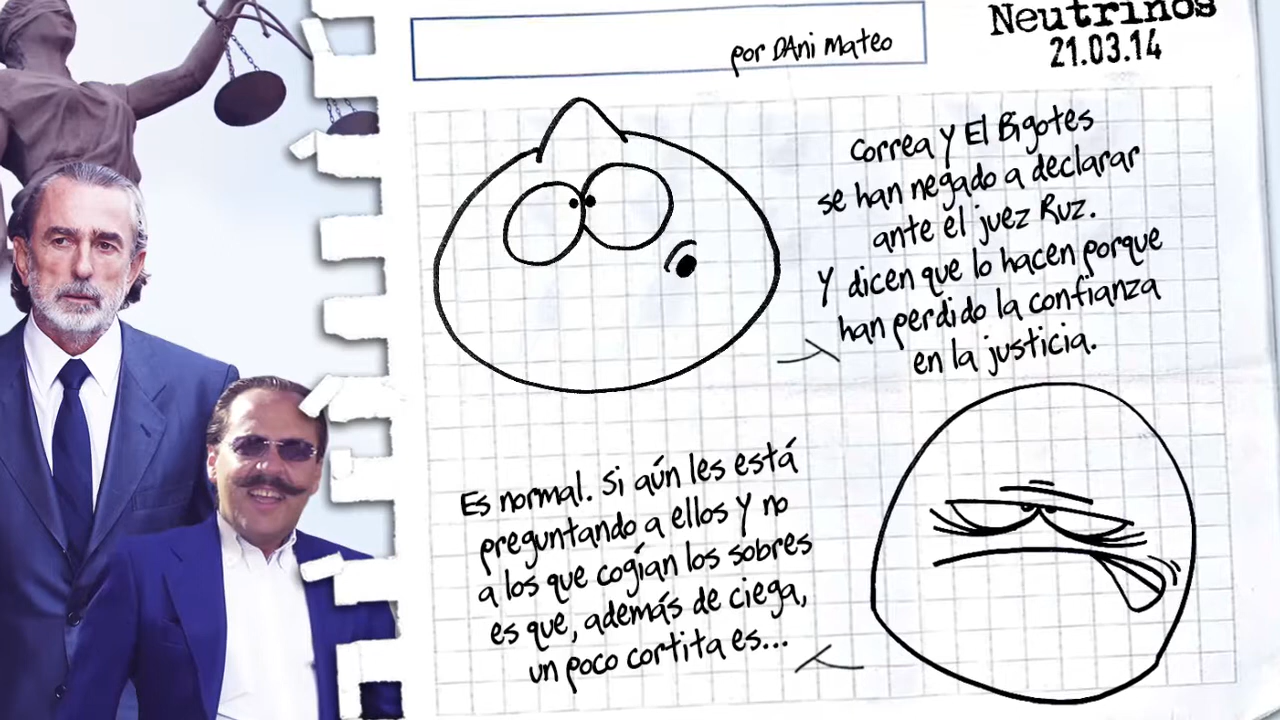 por DAni Mateo
Neutrinos
21.03.14
Correa y El Bigotes
se han negado a declarar
ante el juez Ruz.
Y dicen que lo hacen porque
han perdido la confianza
en la justicia.
Es normal. Si aún les está
preguntando a ellos y no
a los que cogían los sobres
es que, además de ciega,
un poco cortita es...